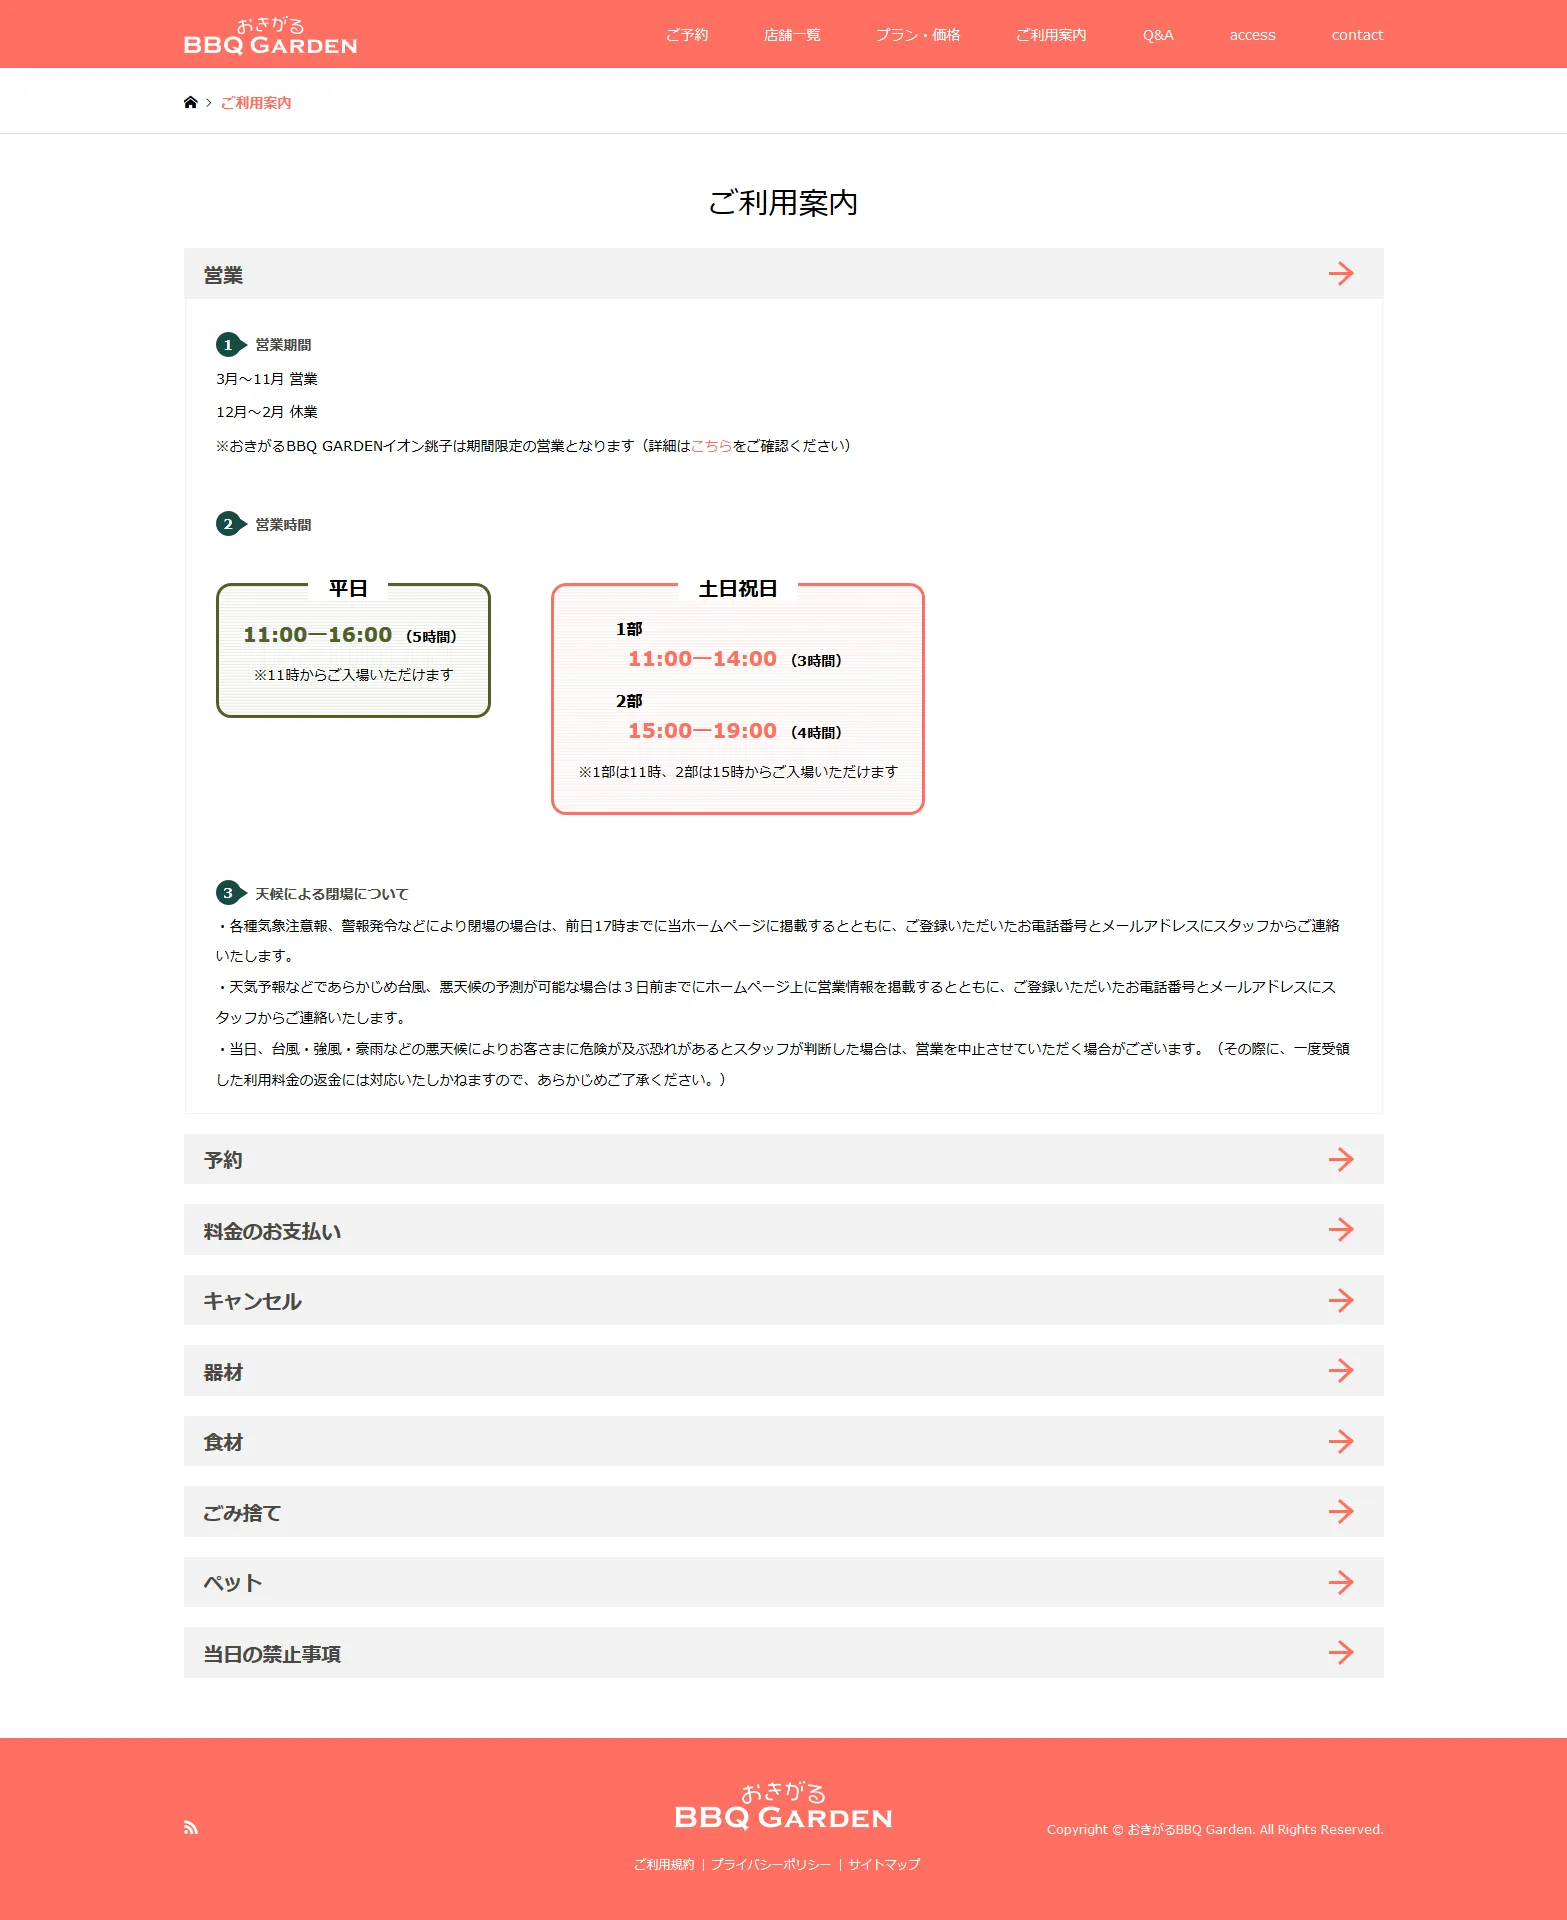 おきがる
BBQ GARDEN
ご予約 店舗一覧 プラン・価格 ご利用案内 Q&A access contact
ご利用案内
ご利用案内
営業
1 営業期間
3月～11月 営業
12月～2月 休業
※おきがるBBQ GARDENイオン銚子は期間限定の営業となります（詳細はこちらをご確認ください）
2 営業時間
平日
11:00―16:00 （5時間）
※11時からご入場いただけます
土日祝日
1部
11:00―14:00 （3時間）
2部
15:00―19:00 （4時間）
※1部は11時、2部は15時からご入場いただけます
3 天候による閉場について
・各種気象注意報、警報発令などにより閉場の場合は、前日17時までに当ホームページに掲載するとともに、ご登録いただいたお電話番号とメールアドレスにスタッフからご連絡
いたします。
・天気予報などであらかじめ台風、悪天候の予測が可能な場合は３日前までにホームページ上に営業情報を掲載するとともに、ご登録いただいたお電話番号とメールアドレスにス
タッフからご連絡いたします。
・当日、台風・強風・豪雨などの悪天候によりお客さまに危険が及ぶ恐れがあるとスタッフが判断した場合は、営業を中止させていただく場合がございます。（その際に、一度受領
した利用料金の返金には対応いたしかねますので、あらかじめご了承ください。）
予約
料金のお支払い
キャンセル
器材
食材
ごみ捨て
ペット
当日の禁止事項
おきがる
BBQ GARDEN
Copyright © おきがるBBQ Garden. All Rights Reserved.
ご利用規約 | プライバシーポリシー | サイトマップ